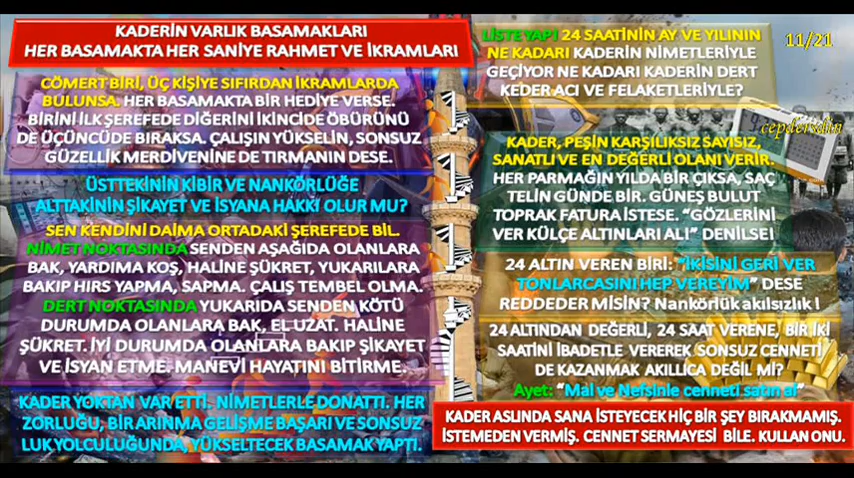 KADERİN VARLIK BASAMAKLARI
HER BASAMAKTA HER SANİYE RAHMET VE İKRAMLARI
CÖMERT BİRİ, ÜÇ KİŞİYE SIFIRDAN İKRAMLARDA
BULUNSA. HER BASAMAKTA BİR HEDİYE VERSE.
BİRİNİ İLK ŞEREFEDE DİĞERİNİ İKİNCİDE ÖBÜRÜNÜ
DE ÜÇÜNCÜDE BIRAKSA. ÇALIŞIN YÜKSELİN, SONSUZ
GÜZELLİK MERDİVENİNE DE TIRMANIN DESE.
ÜSTTEKİNİN KİBİR VE NANKÖRLÜĞE
ALTTAKİNİN ŞİKAYET VE İSYANA HAKKI OLUR MU?
SEN KENDİNİ DAİMA ORTADAKİ ŞEREFEDE BİL.
NİMET NOKTASINDA SENDEN AŞAĞIDA OLANLARA
BAK, YARDIMA KOŞ, HALİNE ŞÜKRET, YUKARILARA
BAKIP HIRS YAPMA, SAPMA. ÇALIŞ TEMBEL OLMA.
DERT NOKTASINDA YUKARIDA SENDEN KÖTÜ
DURUMDA OLANLARA BAK, EL UZAT. HALİNE
ŞÜKRET. İYİ DURUMDA OLANLARA BAKIP ŞİKAYET
VE İSYAN ETME. MANEVİ HAYATINI BİTİRME.
KADER YOKTAN VAR ETTİ. NİMETLERLE DONATTI. HER
ZORLUĞU, BİR ARINMA GELİŞME BAŞARI VE SONSUZ
LUK YOLCULUĞUNDA, YÜKSELTECEK BASAMAK YAPTI.
LİSTE YAP! 24 SAATİNİN AY VE YILININ
NE KADARI KADERİN NİMETLERİYLE
GEÇİYOR NE KADARI KADERİN DERT
KEDER ACI VE FELAKETLERİYLE?
11/21
cepdersidin
KADER, PEŞİN KARŞILIKSIZ SAYISIZ,
SANATLI VE EN DEĞERLİ OLANI VERİR.
HER PARMAĞIN YILDA BİR ÇIKSA, SAÇ
TELİN GÜNDE BİR. GÜNEŞ BULUT
TOPRAK FATURA İSTESE. "GÖZLERİNİ
VER KÜLÇE ALTINLARI AL!" DENİLSE!
24 ALTIN VEREN BİRİ: "İKİSİNİ GERİ VER
TONLARCASINI HEP VEREYİM" DESE
REDDEDER MİSİN? Nankörlük akılsızlık !
24 ALTINDAN DEĞERLİ, 24 SAAT VERENE, BİR İKİ
SAATİNİ İBADETLE VEREREK SONSUZ CENNETİ
DE KAZANMAK AKILLICA DEĞİL Mİ?
Ayet: "Mal ve Nefsinle cenneti satın al"
KADER ASLINDA SANA İSTEYECEK HİÇ BİR ŞEY BIRAKMAMIŞ.
İSTEMEDEN VERMİŞ. CENNET SERMAYESİ BİLE. KULLAN ONU.